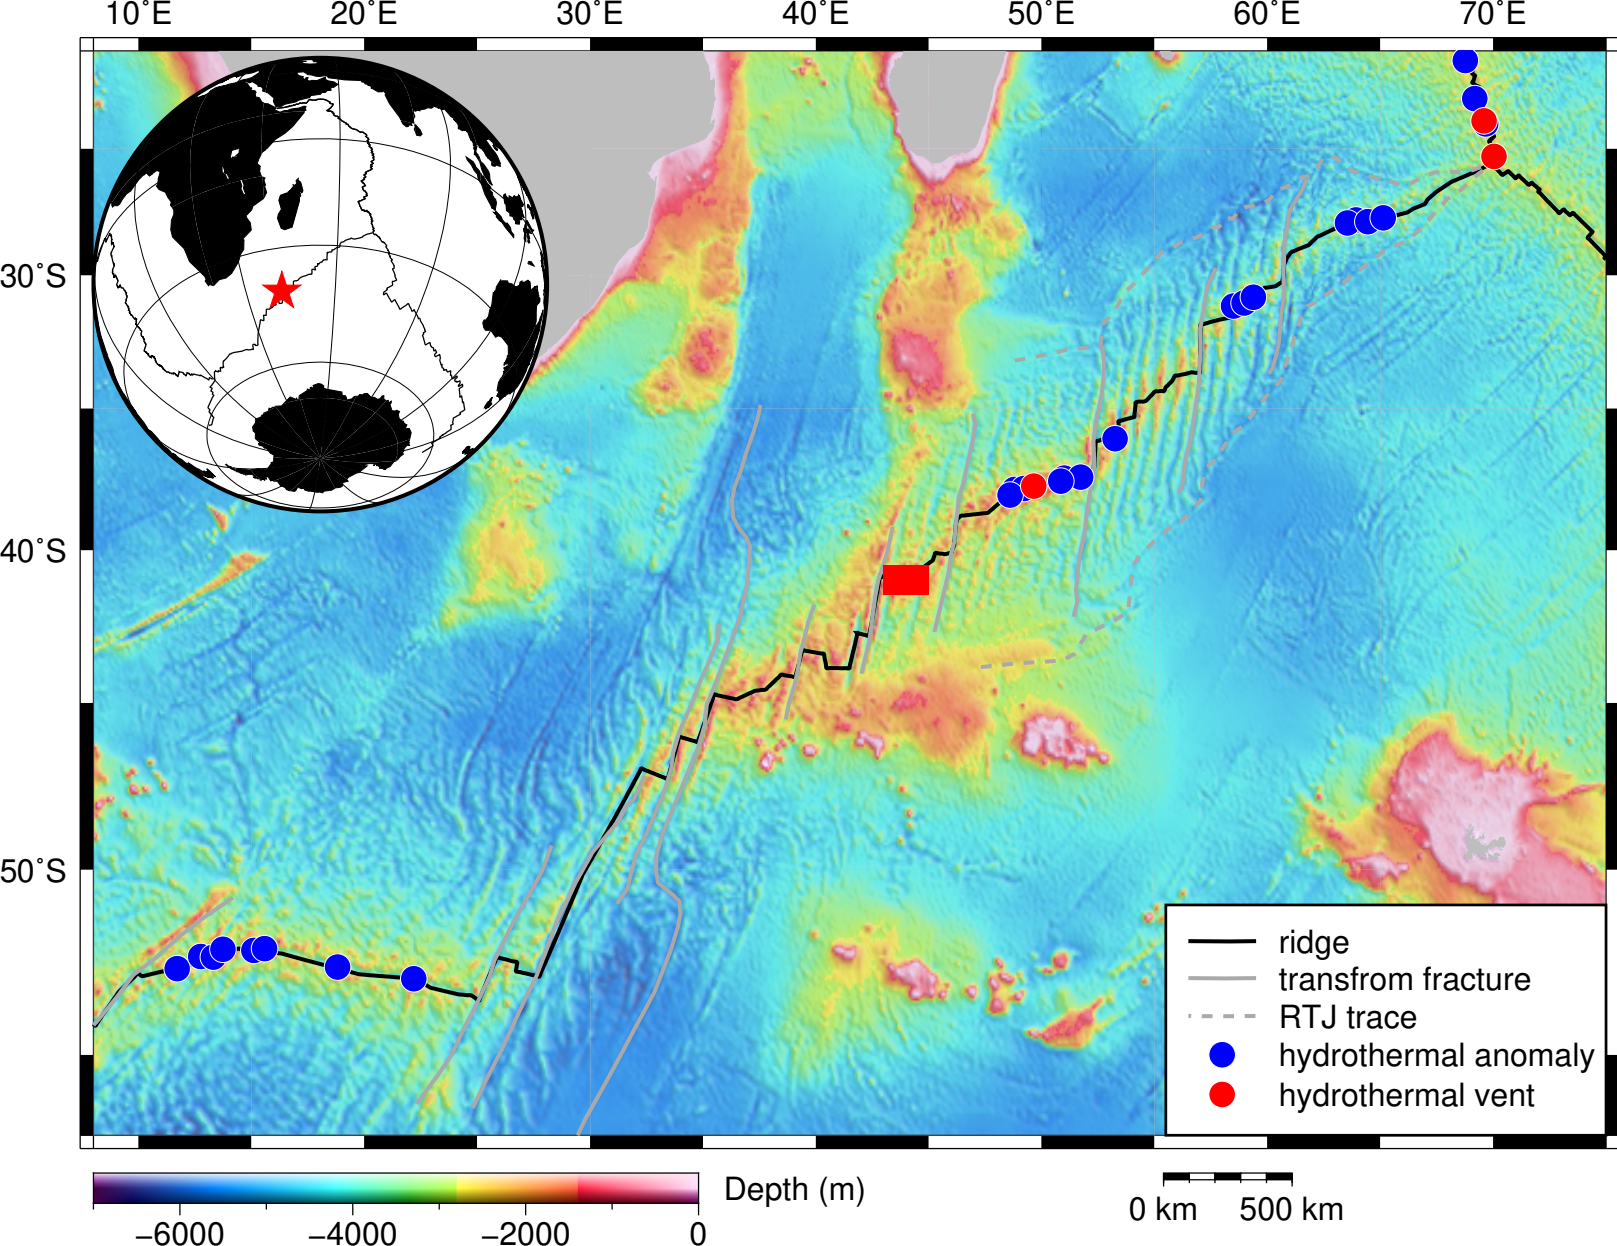 10°E 20°E 30°E 40°E 50°E 60°E 70°E
30°S
40°S
50°S
ridge
transfrom fracture
RTJ trace
hydrothermal anomaly
hydrothermal vent
−6000 −4000 −2000 0
Depth (m)
0 km 500 km